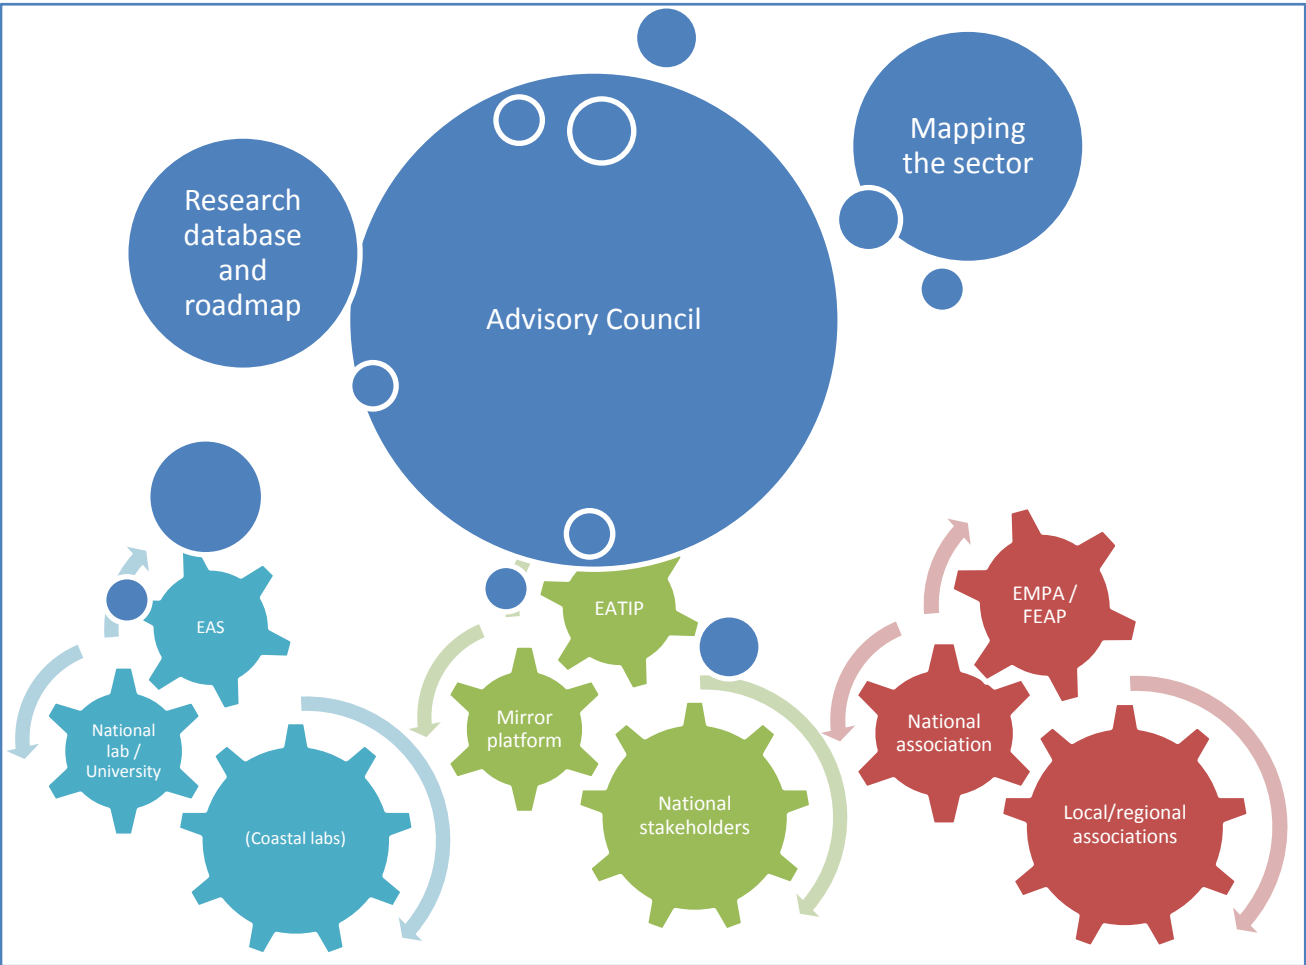 Mapping
the sector
Research
database
and
roadmap
Advisory Council
EAS
National
lab /
University
(Coastal labs)
EATIP
Mirror
platform
National
stakeholders
EMPA /
FEAP
National
association
Local/regional
associations